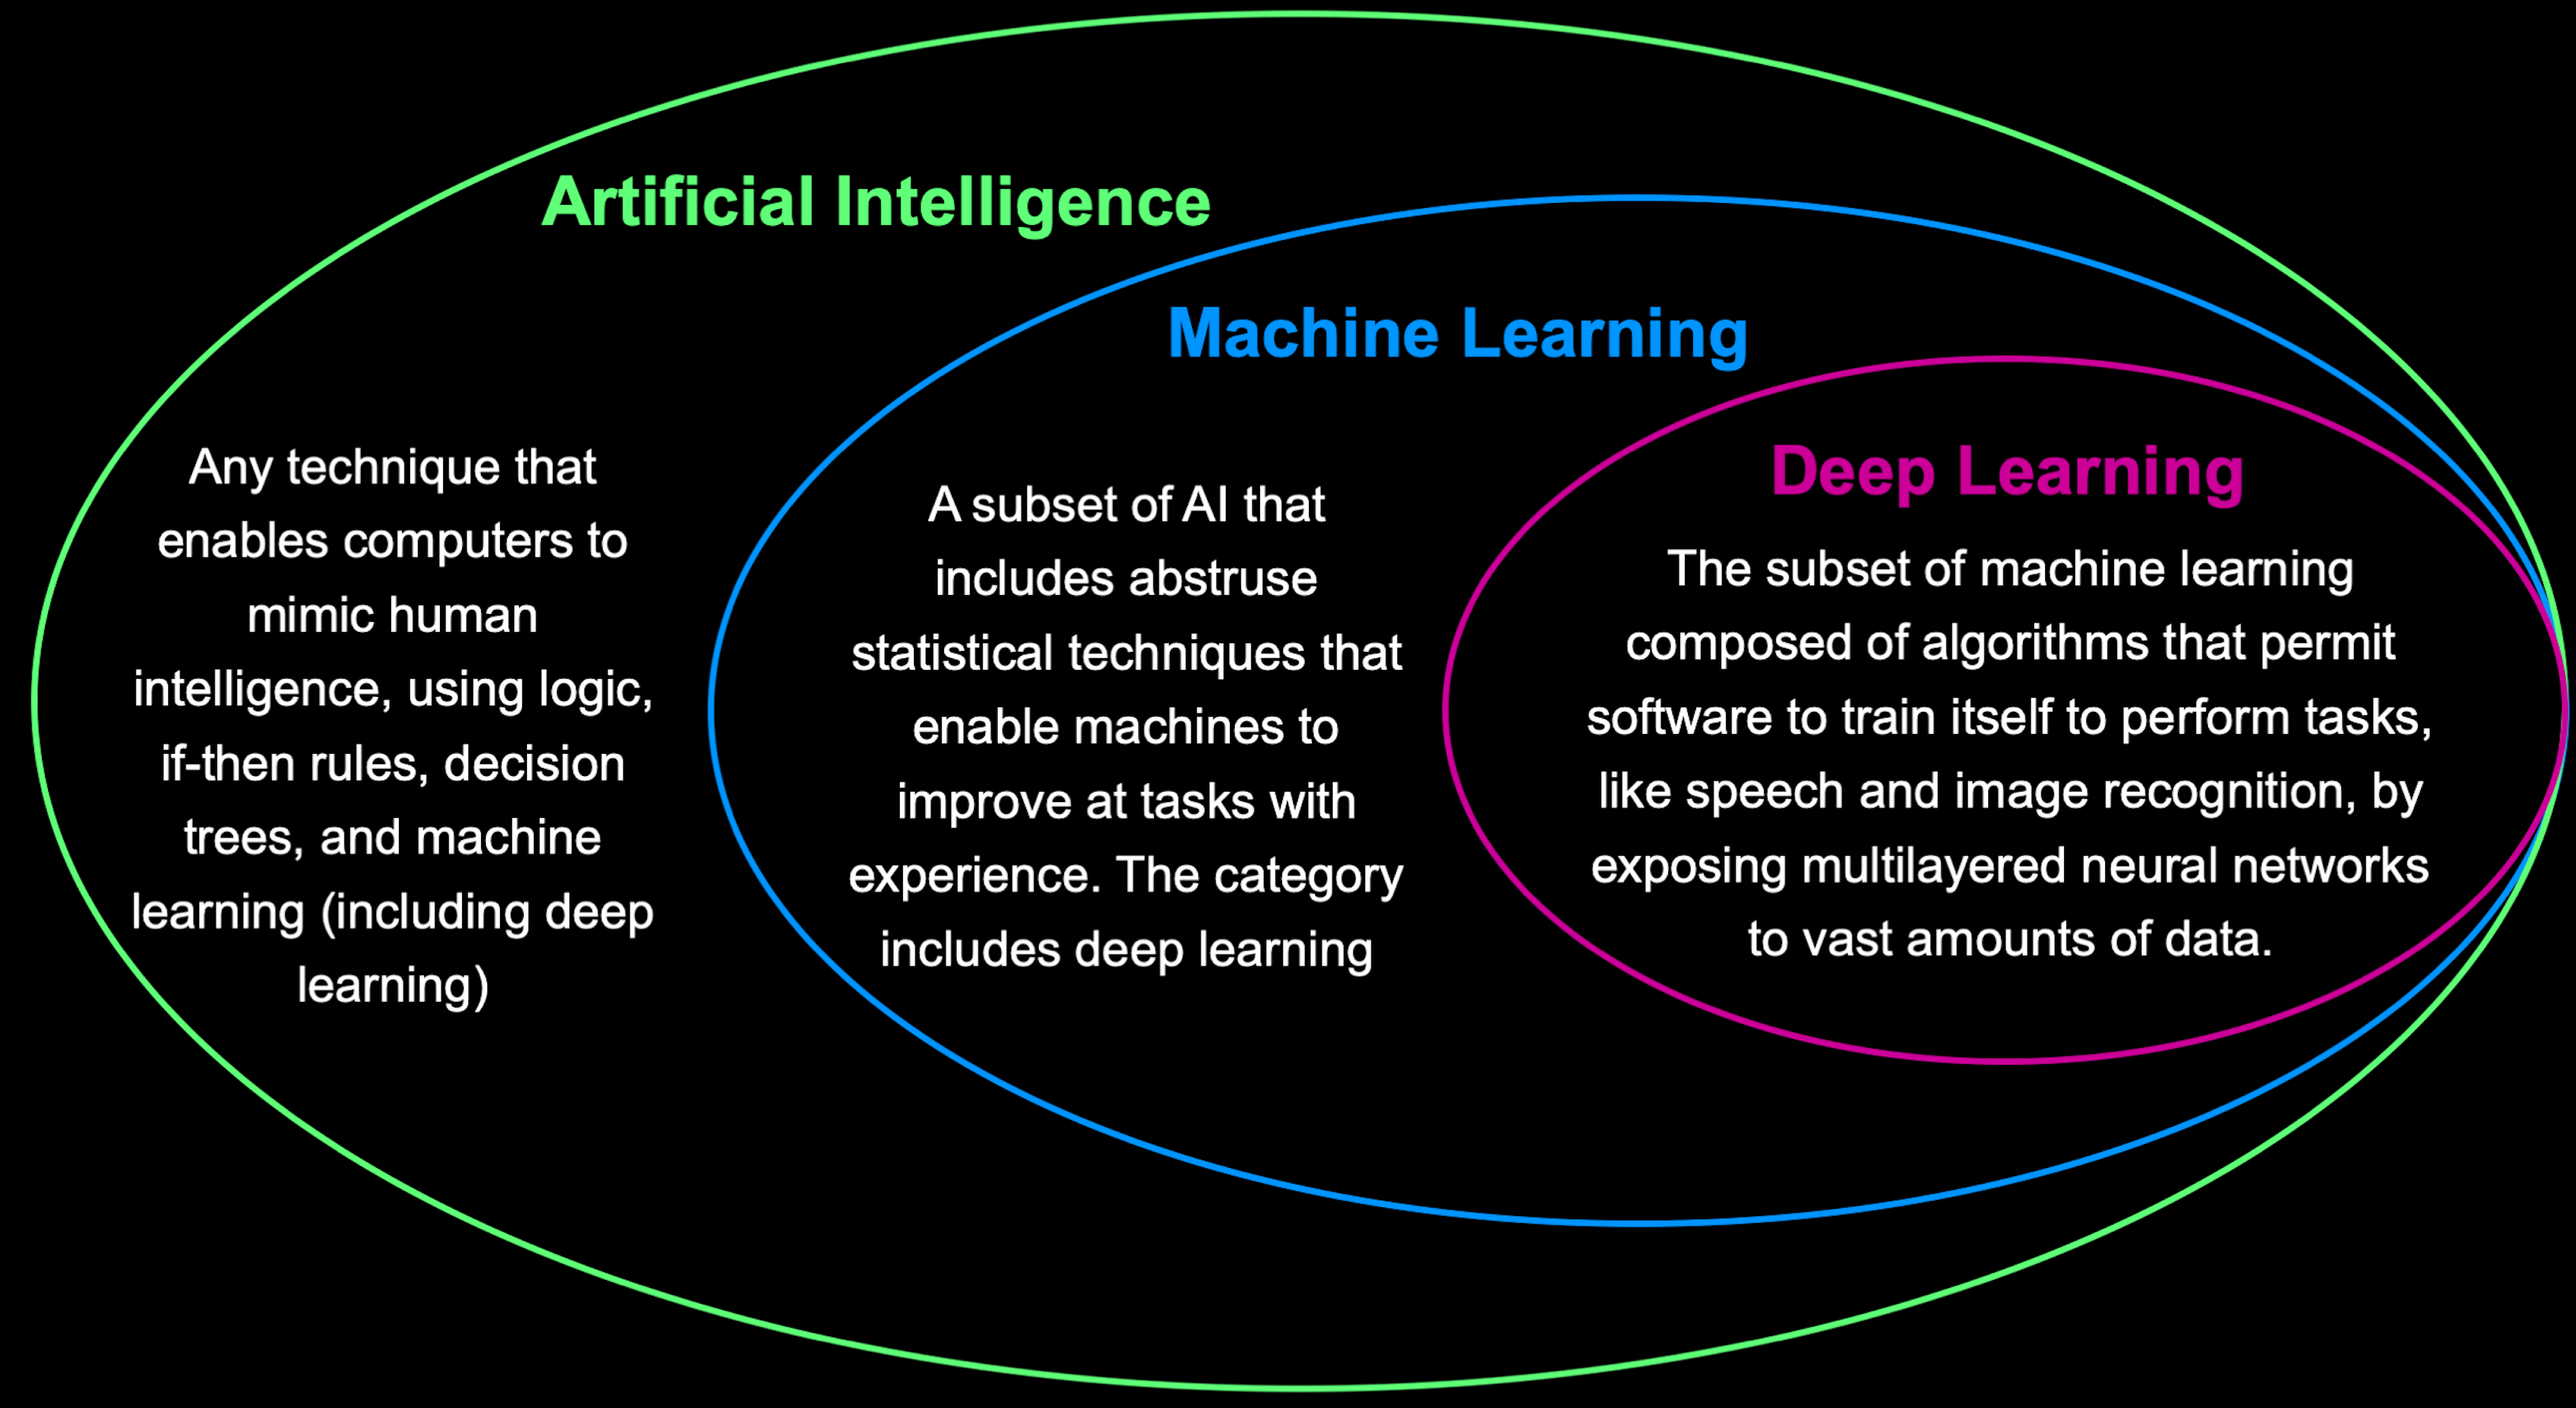 Artificial Intelligence
Any technique that
enables computers to
mimic human
intelligence, using logic,
if-then rules, decision
trees, and machine
learning (including deep
learning)
Machine Learning
A subset of AI that
includes abstruse
statistical techniques that
enable machines to
improve at tasks with
experience. The category
includes deep learning
Deep Learning
The subset of machine learning
composed of algorithms that permit
software to train itself to perform tasks,
like speech and image recognition, by
exposing multilayered neural networks
to vast amounts of data.